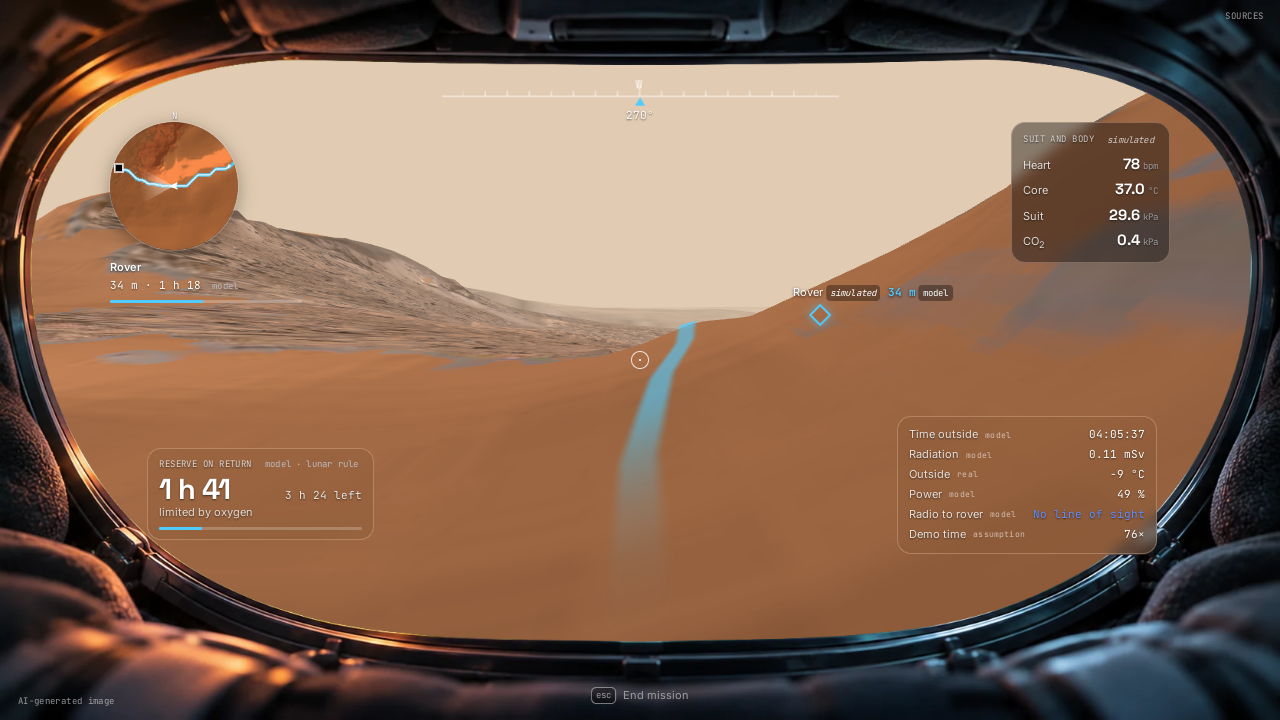 SOURCES
W
270°
N
Rover
34 m · 1 h 18 model
SUIT AND BODY simulated
Heart 78 bpm
Core 37.0 °C
Suit 29.6 kPa
CO2 0.4 kPa
Rover simulated 34 m model
RESERVE ON RETURN model · lunar rule
1 h 41 3 h 24 left
limited by oxygen
Time outside model 04:05:37
Radiation model 0.11 mSv
Outside real -9 °C
Power model 49 %
Radio to rover model No line of sight
Demo time assumption 76×
esc End mission
AI-generated image